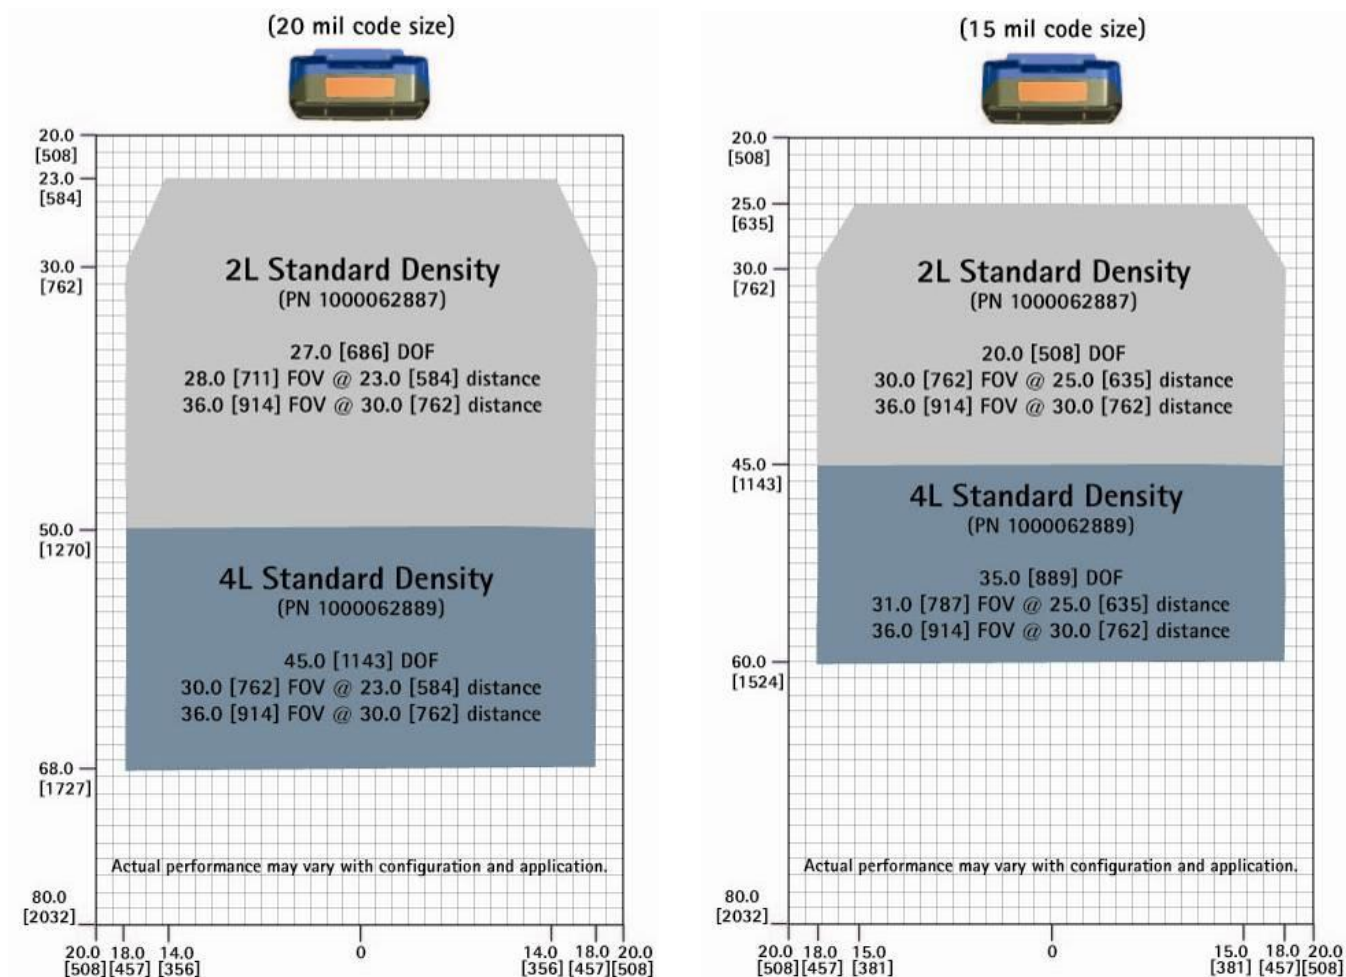 (20 mil code size)
20.0
[508]
23.0
[584]
30.0
[762]
50.0
[1270]
68.0
[1727]
80.0
[2032]
2L Standard Density
(PN 1000062887)
27.0 [686] DOF
28.0 [711] FOV @ 23.0 [584] distance
36.0 [914] FOV @ 30.0 [762] distance
4L Standard Density
(PN 1000062889)
45.0 [1143] DOF
30.0 [762] FOV @ 23.0 [584] distance
36.0 [914] FOV @ 30.0 [762] distance
Actual performance may vary with configuration and application.
20.0 18.0 14.0 0 14.0 18.0 20.0
[508] [457] [356] [356] [457] [508]
(15 mil code size)
20.0
[508]
25.0
[635]
30.0
[762]
45.0
[1143]
60.0
[1524]
80.0
[2032]
2L Standard Density
(PN 1000062887)
20.0 [508] DOF
30.0 [762] FOV @ 25.0 [635] distance
36.0 [914] FOV @ 30.0 [762] distance
4L Standard Density
(PN 1000062889)
35.0 [889] DOF
31.0 [787] FOV @ 25.0 [635] distance
36.0 [914] FOV @ 30.0 [762] distance
Actual performance may vary with configuration and application.
20.0 18.0 15.0 0 15.0 18.0 20.0
[508] [457] [381] [381] [457] [508]